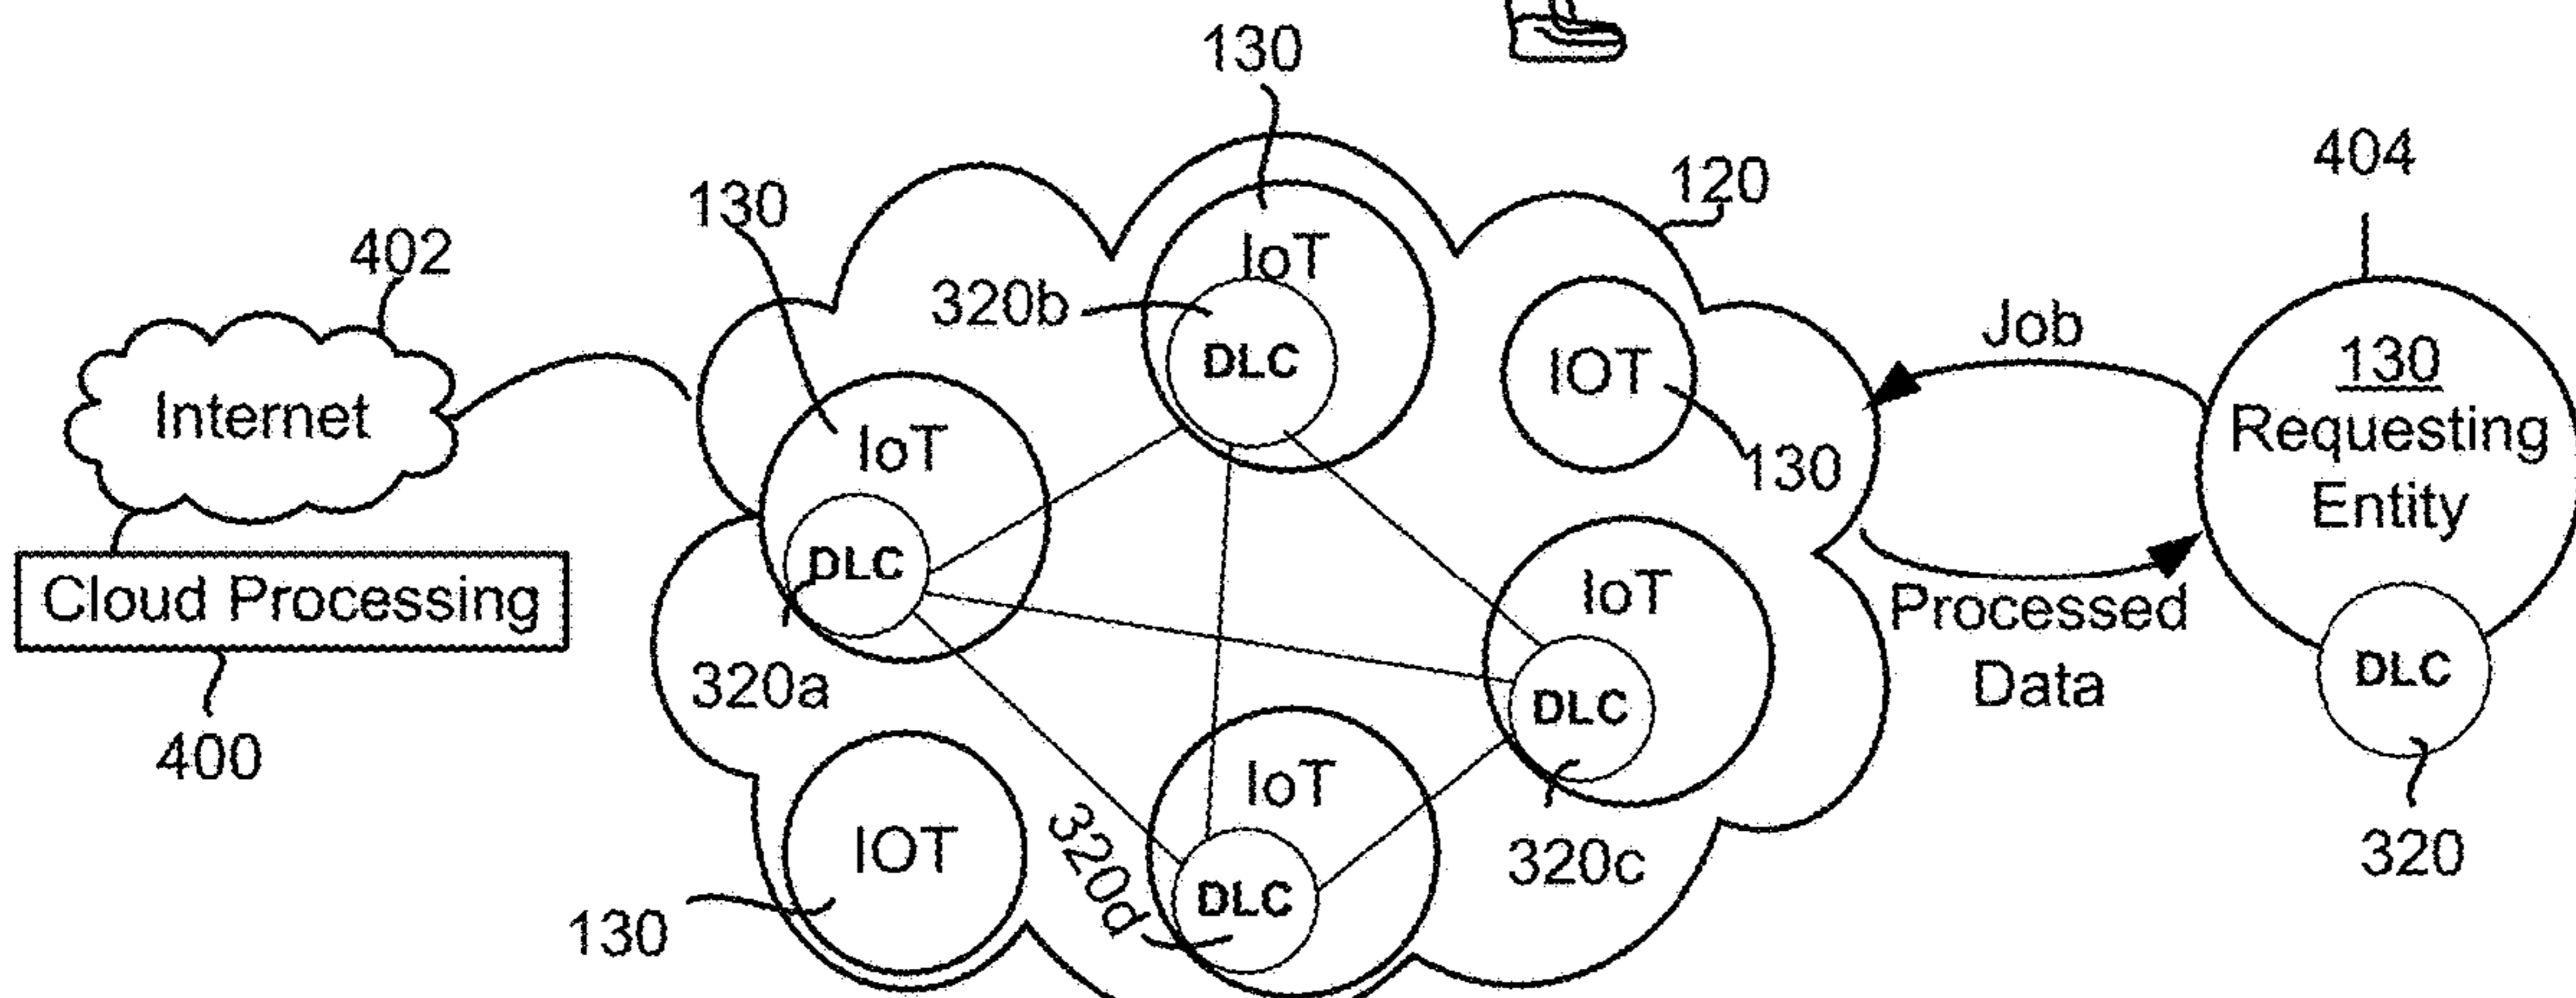 130
404
130
120
402
IoT
320b
DLC
IOT
130
Job
130
Requesting
Entity
Internet
IoT
DLC
320a
Cloud Processing
400
IoT
DLC
320c
Processed
Data
DLC
320
IOT
130
320d
IoT
DLC